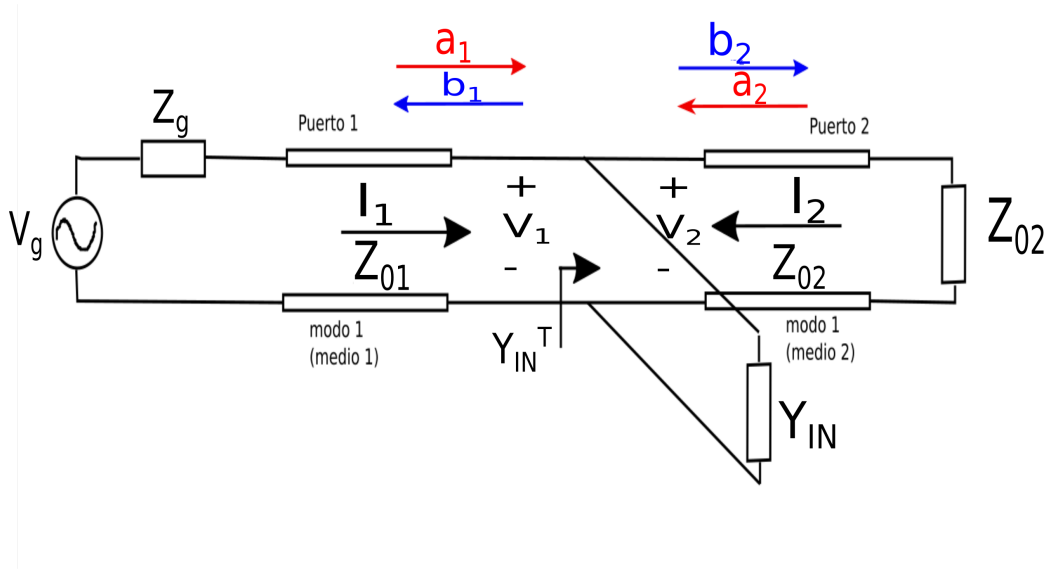 a1
b1
b2
a2
Zg
Puerto 1
Puerto 2
Vg
I1
Z01
+
V1
-
+
V2
-
I2
Z02
Z02
modo 1
(medio 1)
YINT
modo 1
(medio 2)
YIN